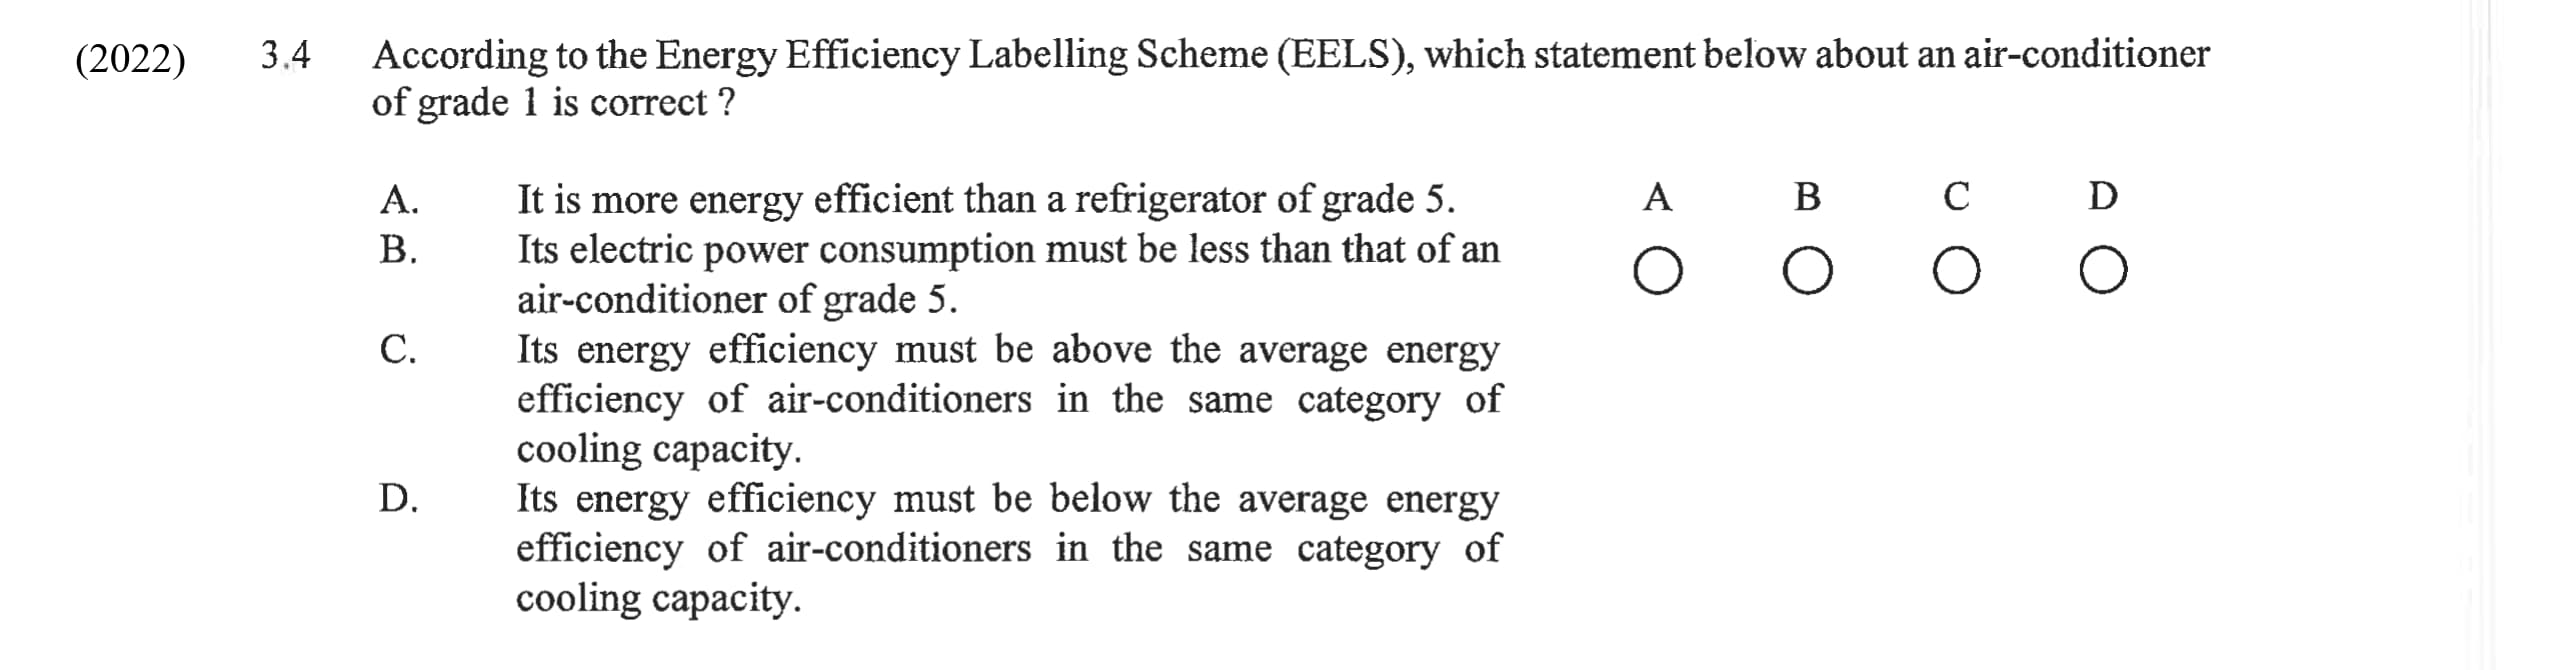 (2022) 3.4 According to the Energy Efficiency Labelling Scheme (EELS), which statement below about an air-conditioner
of grade 1 is correct ?
A. It is more energy efficient than a refrigerator of grade 5. A B C D
B. Its electric power consumption must be less than that of an
air-conditioner of grade 5.
C. Its energy efficiency must be above the average energy
efficiency of air-conditioners in the same category of
cooling capacity.
D. Its energy efficiency must be below the average energy
efficiency of air-conditioners in the same category of
cooling capacity.